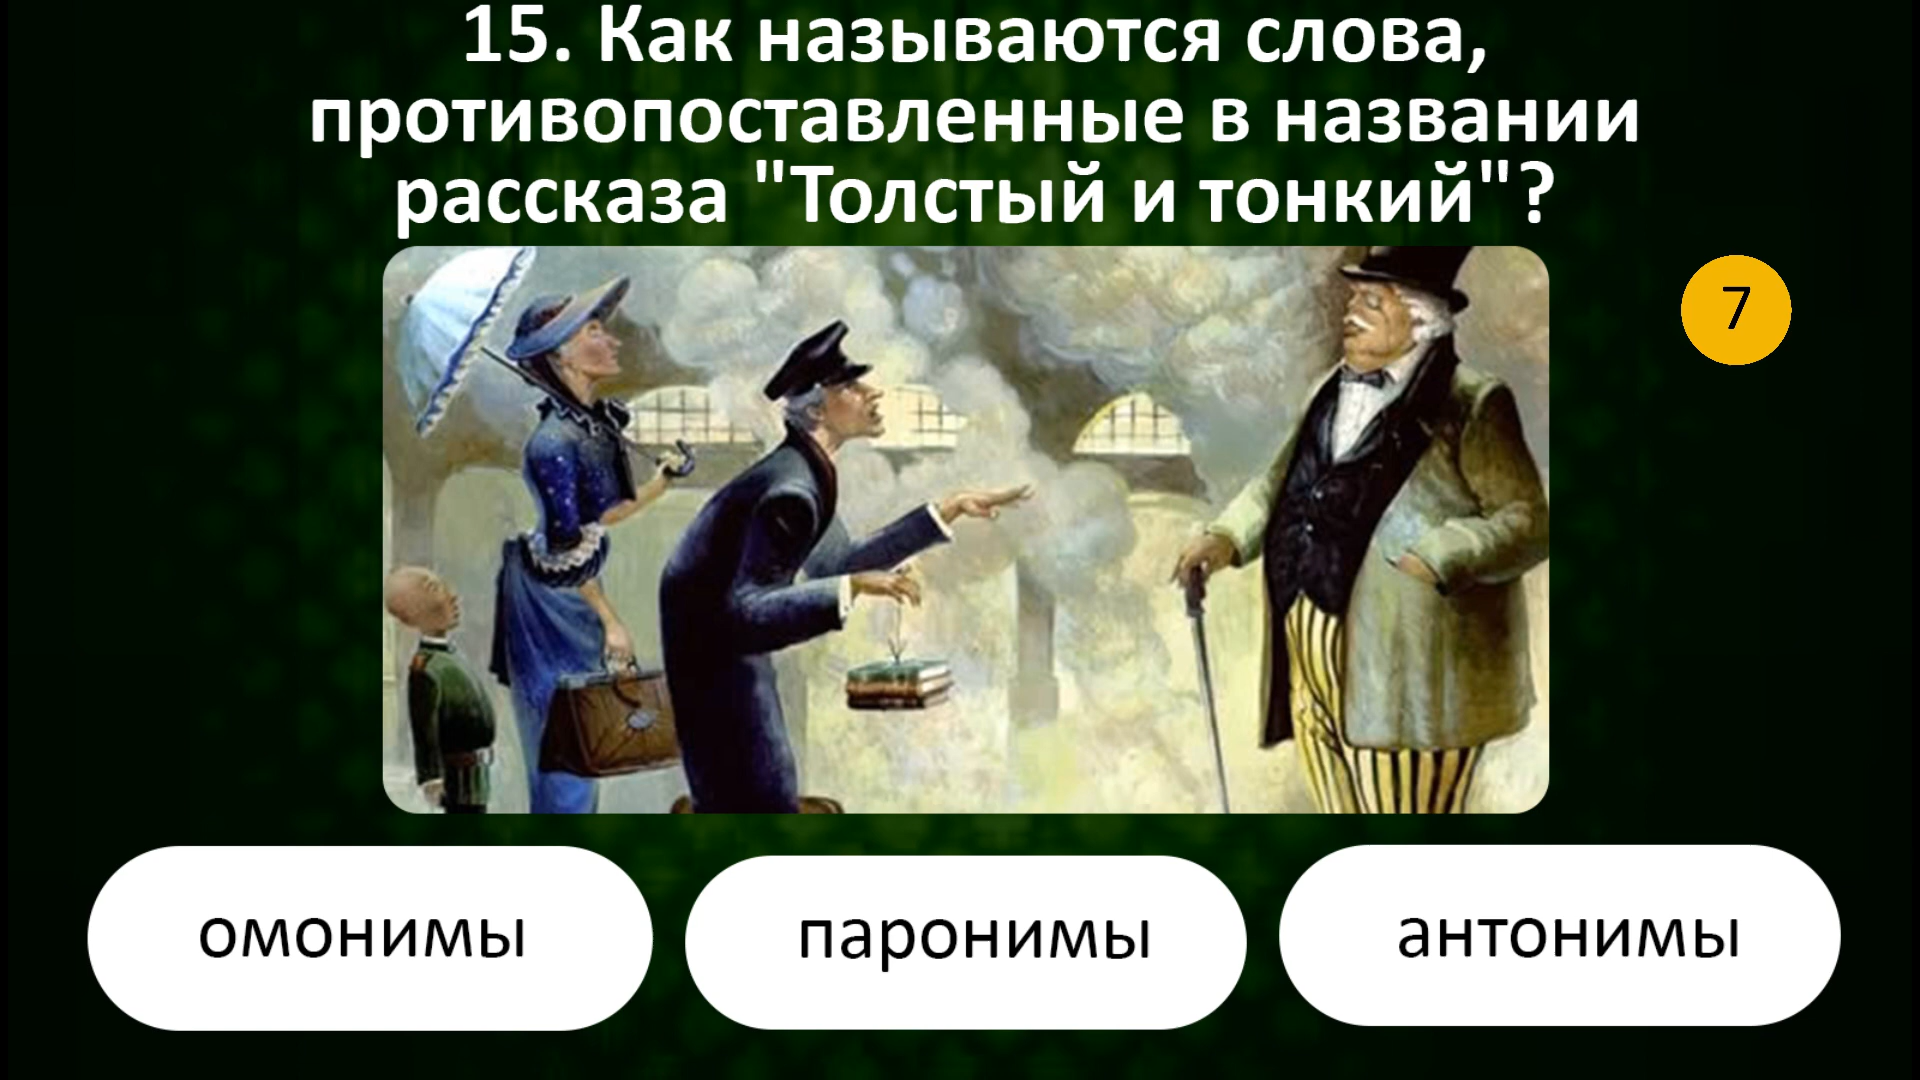 15. Как называются слова,
противопоставленные в названии
рассказа "Толстый и тонкий"?
7
омонимы
паронимы
антонимы